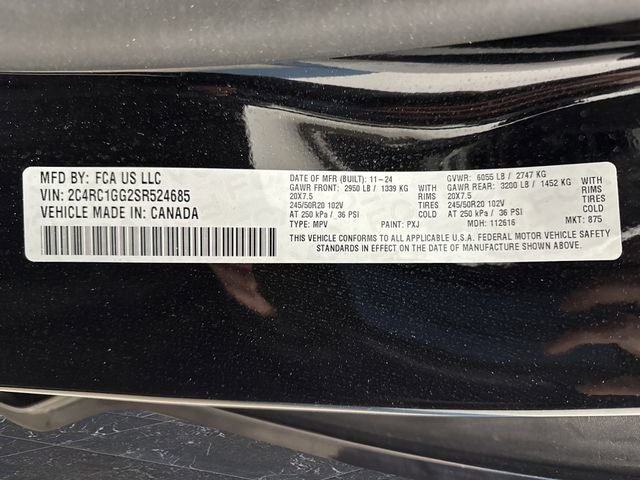 MFD BY: FCA US LLC
VIN: 2C4RC1GG2SR524685
VEHICLE MADE IN: CANADA
DATE OF MFR (BUILT): 11-24 GVWR: 6055 LB / 2747 KG
GAWR FRONT: 2950 LB / 1339 KG WITH GAWR REAR: 3200 LB / 1452 KG WITH
20X7.5 RIMS 20X7.5 RIMS
245/50R20 102V TIRES 245/50R20 102V TIRES
AT 250 kPa / 36 PSI COLD AT 250 kPa / 36 PSI COLD
TYPE: MPV PAINT: PXJ MDH: 112616 MKT: 875
THIS VEHICLE CONFORMS TO ALL APPLICABLE U.S.A. FEDERAL MOTOR VEHICLE SAFETY
STANDARDS IN EFFECT ON THE DATE OF MANUFACTURE SHOWN ABOVE.